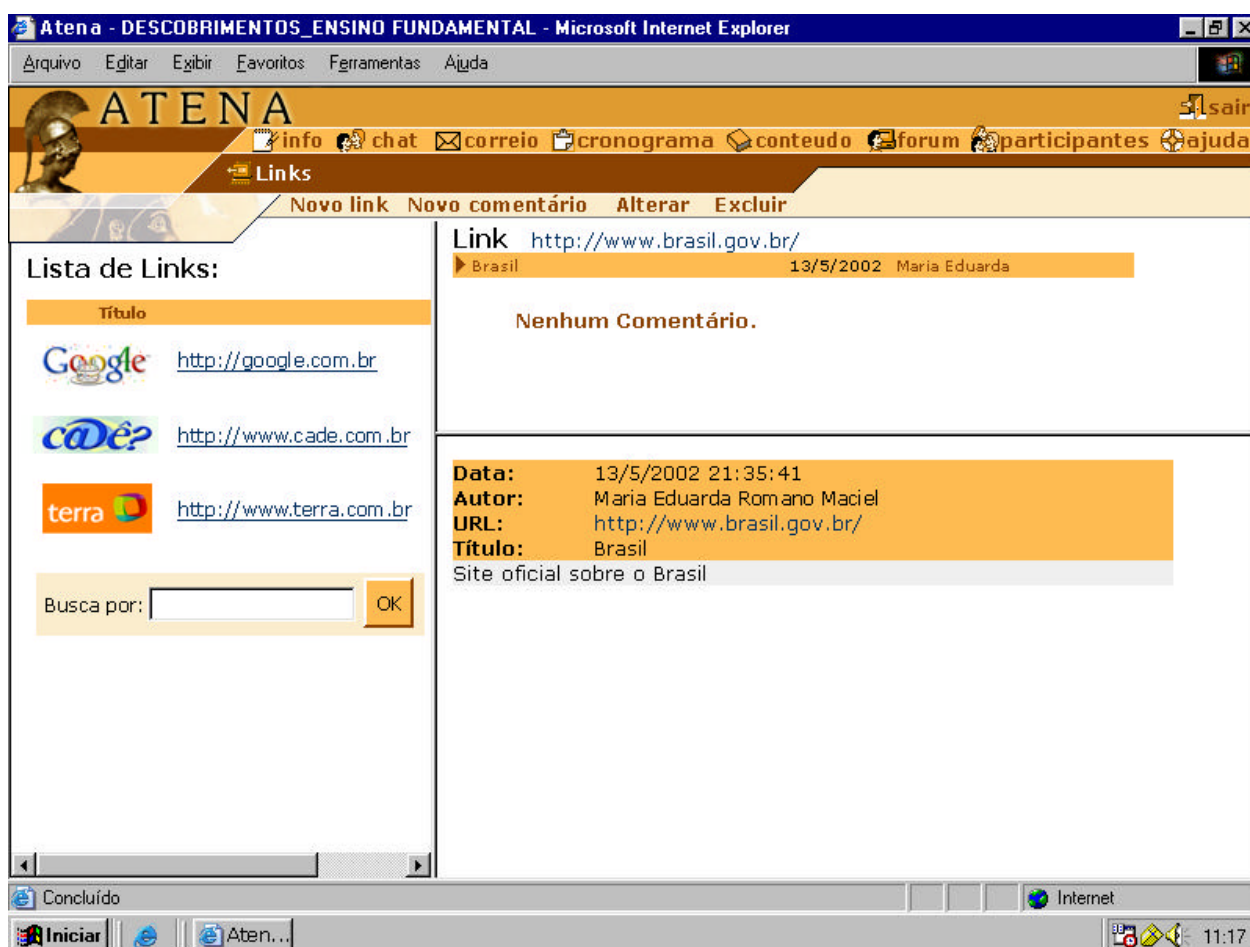 Atena - DESCOBRIMENTOS_ENSINO FUNDAMENTAL - Microsoft Internet Explorer
Arquivo Editar Exibir Favoritos Ferramentas Ajuda
ATENA
sair
info chat correio cronograma conteudo forum participantes ajuda
Links
Novo link Novo comentário Alterar Excluir
Lista de Links:
Título
Google http://google.com.br
cadê? http://www.cade.com.br
terra http://www.terra.com.br
Busca por: OK
Link http://www.brasil.gov.br/
Brasil 13/5/2002 Maria Eduarda
Nenhum Comentário.
Data: 13/5/2002 21:35:41
Autor: Maria Eduarda Romano Maciel
URL: http://www.brasil.gov.br/
Título: Brasil
Site oficial sobre o Brasil
Concluído Internet
Iniciar Aten... 11:17